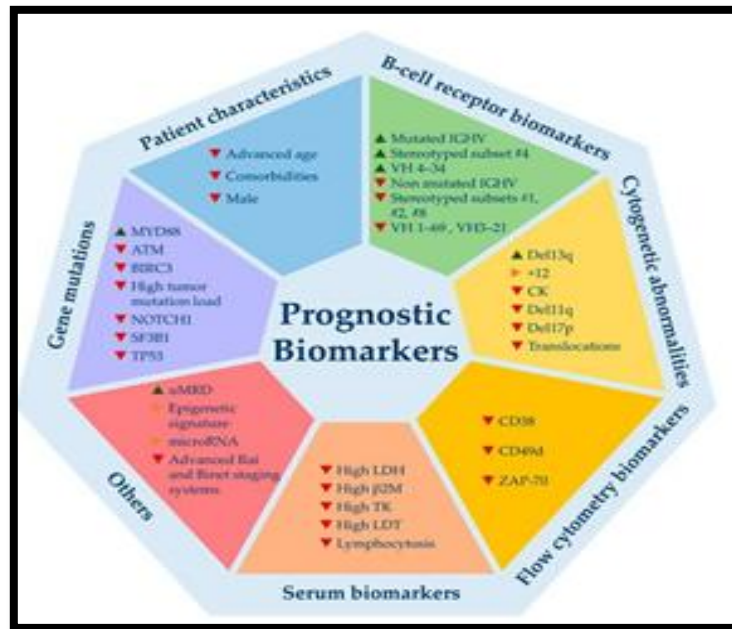 Prognostic
Biomarkers
Patient characteristics
▼ Advanced age
▼ Comorbidities
▼ Male
B-cell receptor biomarkers
▲ Mutated IGHV
▲ Stereotyped subset #4
▲ VH 4–34
▼ Non mutated IGHV
▼ Stereotyped subsets #1,
#2, #8
▼ VH 1–69 , VH3–21
Cytogenetic abnormalities
▲ Del13q
► +12
▼ CK
▼ Del11q
▼ Del17p
▼ Translocations
Flow cytometry biomarkers
▼ CD38
▼ CD49d
▼ ZAP-70
Serum biomarkers
▼ High LDH
▼ High β2M
▼ High TK
▼ High LDT
▼ Lymphocytosis
Others
▲ uMRD
► Epigenetic
signature
► microRNA
▼ Advanced Rai
and Binet staging
systems
Gene mutations
▲ MYD88
▼ ATM
▼ BIRC3
▼ High tumor
mutation load
▼ NOTCH1
▼ SF3B1
▼ TP53